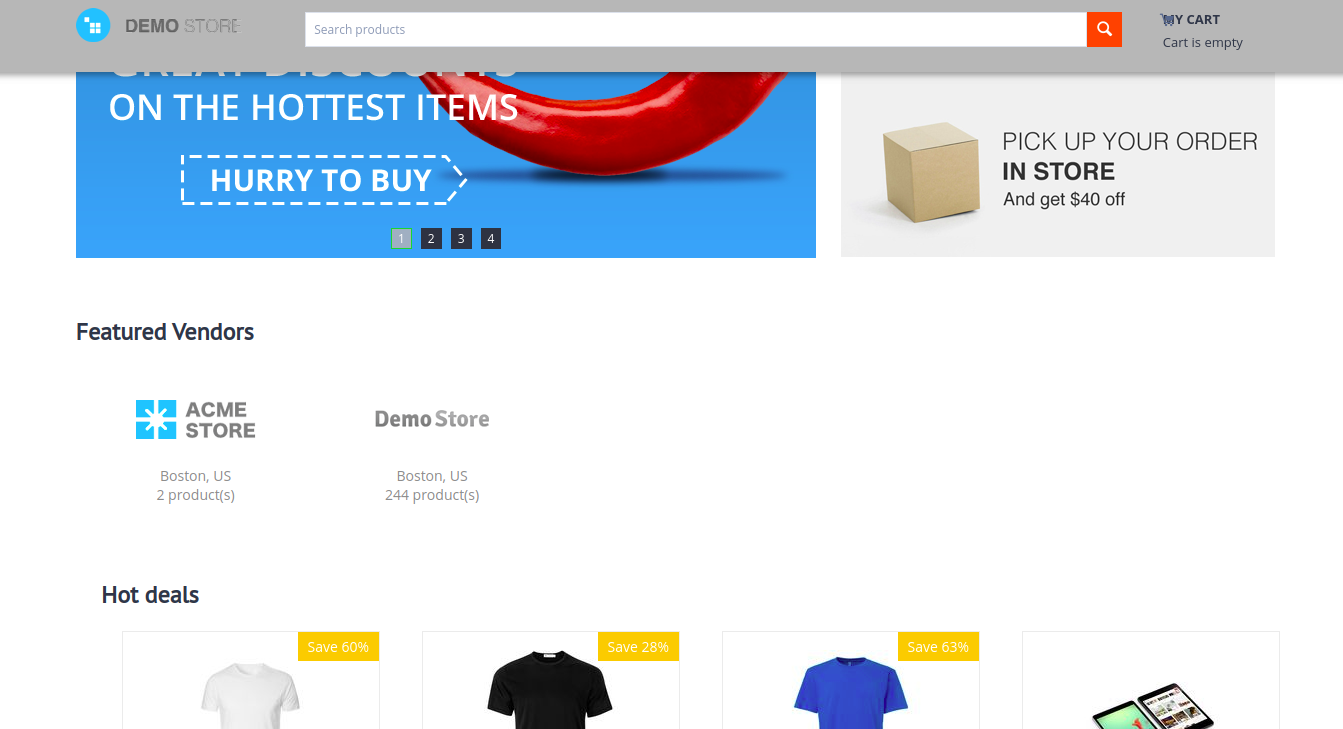 DEMO STORE
Search products
MY CART
Cart is empty
GREAT DISCOUNTS
ON THE HOTTEST ITEMS
HURRY TO BUY
1 2 3 4
PICK UP YOUR ORDER
IN STORE
And get $40 off
Featured Vendors
ACME
STORE
Boston, US
2 product(s)
Demo Store
Boston, US
244 product(s)
Hot deals
Save 60%
Save 28%
Save 63%